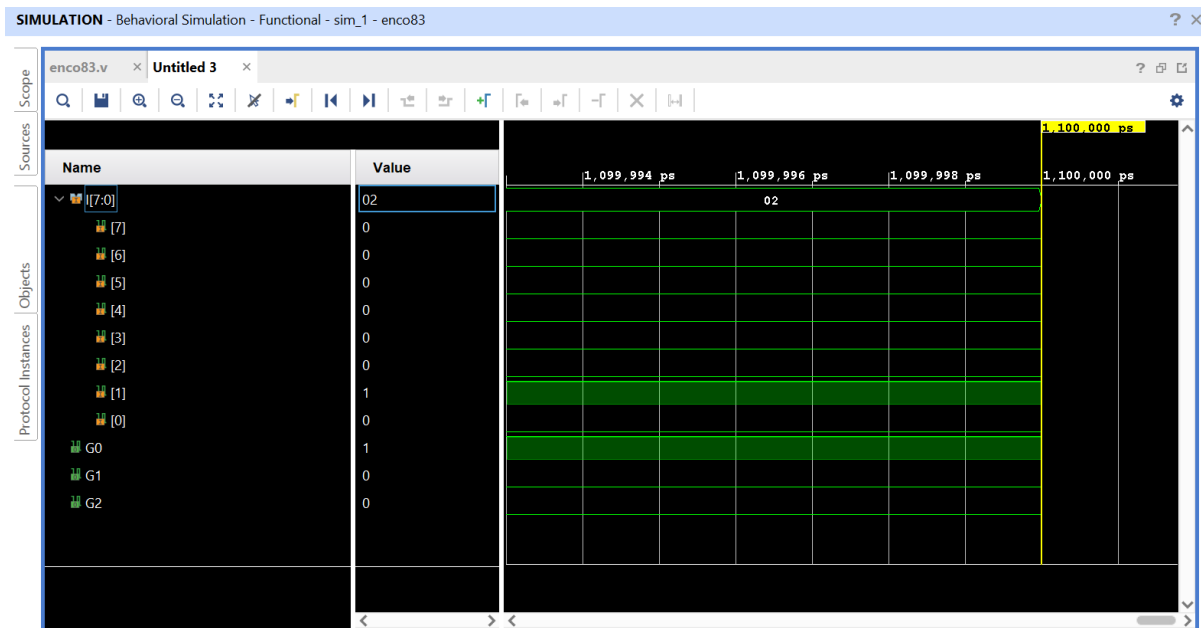 SIMULATION - Behavioral Simulation - Functional - sim_1 - enco83 ? ×
Scope
Sources
Objects
Protocol Instances
enco83.v × Untitled 3 × ?
1,100,000 ps
Name Value
1,099,994 ps 1,099,996 ps 1,099,998 ps 1,100,000 ps
I[7:0] 02 02
[7] 0
[6] 0
[5] 0
[4] 0
[3] 0
[2] 0
[1] 1
[0] 0
G0 1
G1 0
G2 0